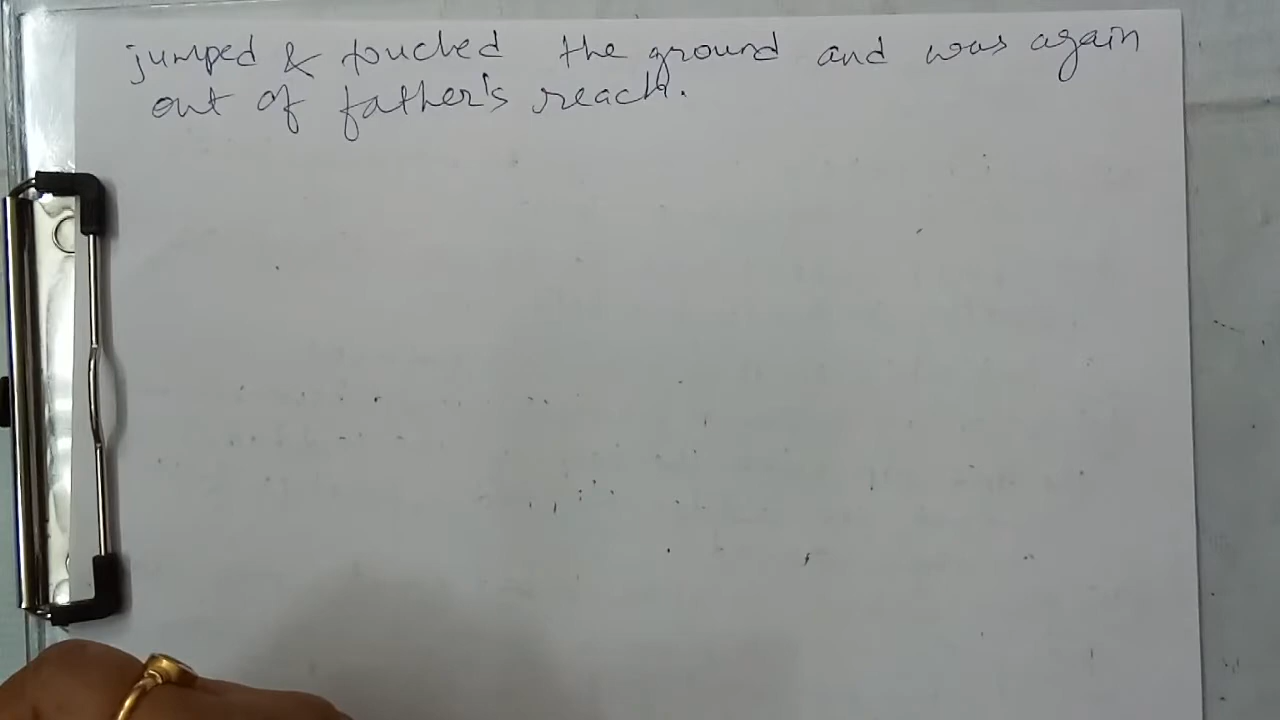 jumped & touched the ground and was again
out of father's reach.